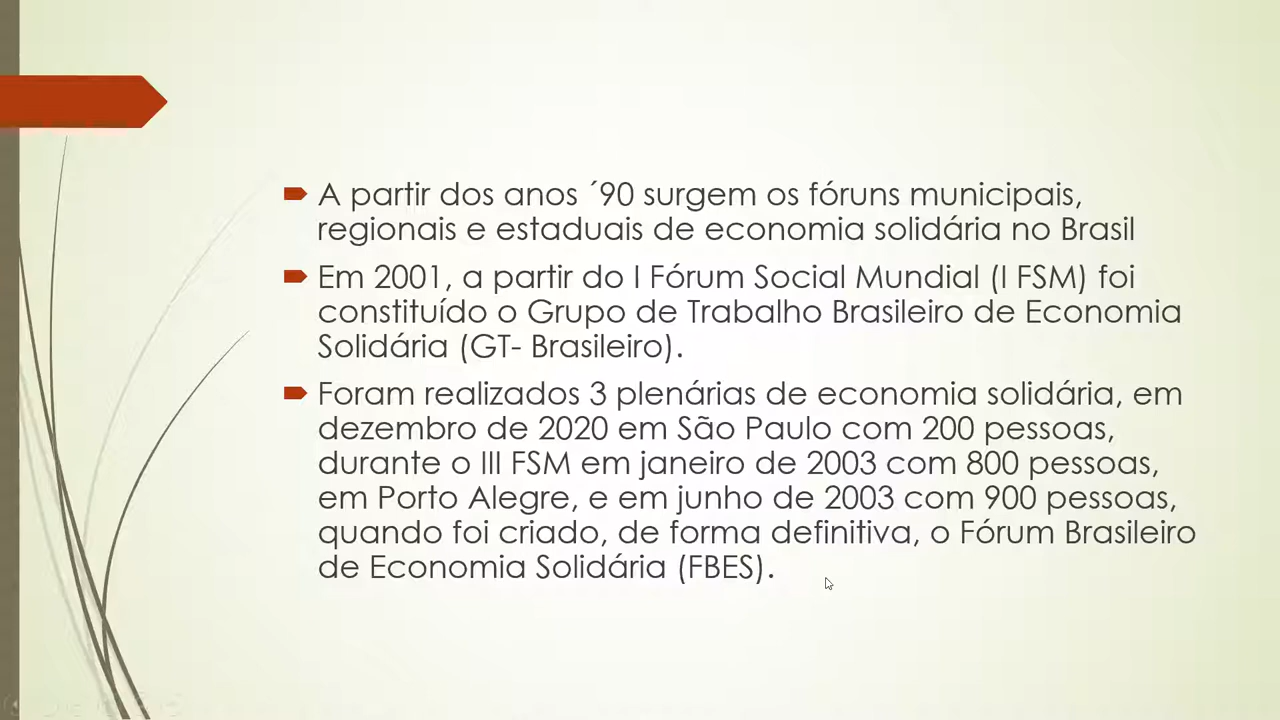 A partir dos anos ´90 surgem os fóruns municipais,
regionais e estaduais de economia solidária no Brasil
Em 2001, a partir do I Fórum Social Mundial (I FSM) foi
constituído o Grupo de Trabalho Brasileiro de Economia
Solidária (GT- Brasileiro).
Foram realizados 3 plenárias de economia solidária, em
dezembro de 2020 em São Paulo com 200 pessoas,
durante o III FSM em janeiro de 2003 com 800 pessoas,
em Porto Alegre, e em junho de 2003 com 900 pessoas,
quando foi criado, de forma definitiva, o Fórum Brasileiro
de Economia Solidária (FBES).